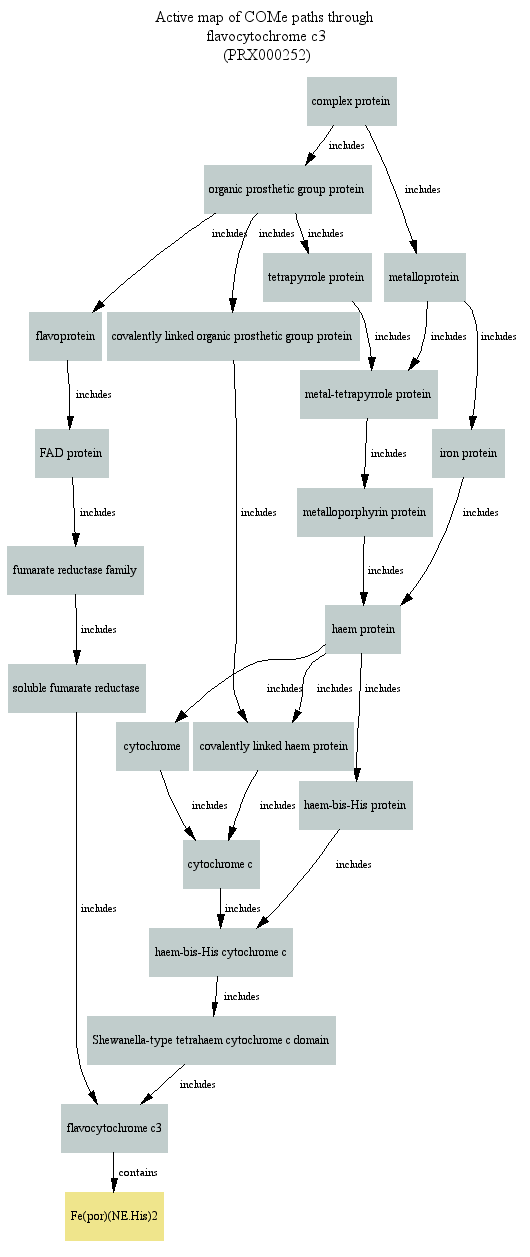 Active map of COMe paths through
flavocytochrome c3
(PRX000252)
complex protein
includes
organic prosthetic group protein
includes
includes
includes
includes
tetrapyrrole protein
metalloprotein
flavoprotein
covalently linked organic prosthetic group protein
includes
includes
includes
includes
metal-tetrapyrrole protein
FAD protein
includes
iron protein
includes
includes
includes
metalloporphyrin protein
fumarate reductase family
includes
includes
haem protein
soluble fumarate reductase
includes
includes
includes
cytochrome
covalently linked haem protein
haem-bis-His protein
includes
includes
cytochrome c
includes
includes
includes
haem-bis-His cytochrome c
includes
Shewanella-type tetrahaem cytochrome c domain
includes
flavocytochrome c3
contains
Fe(por)(NE.His)2